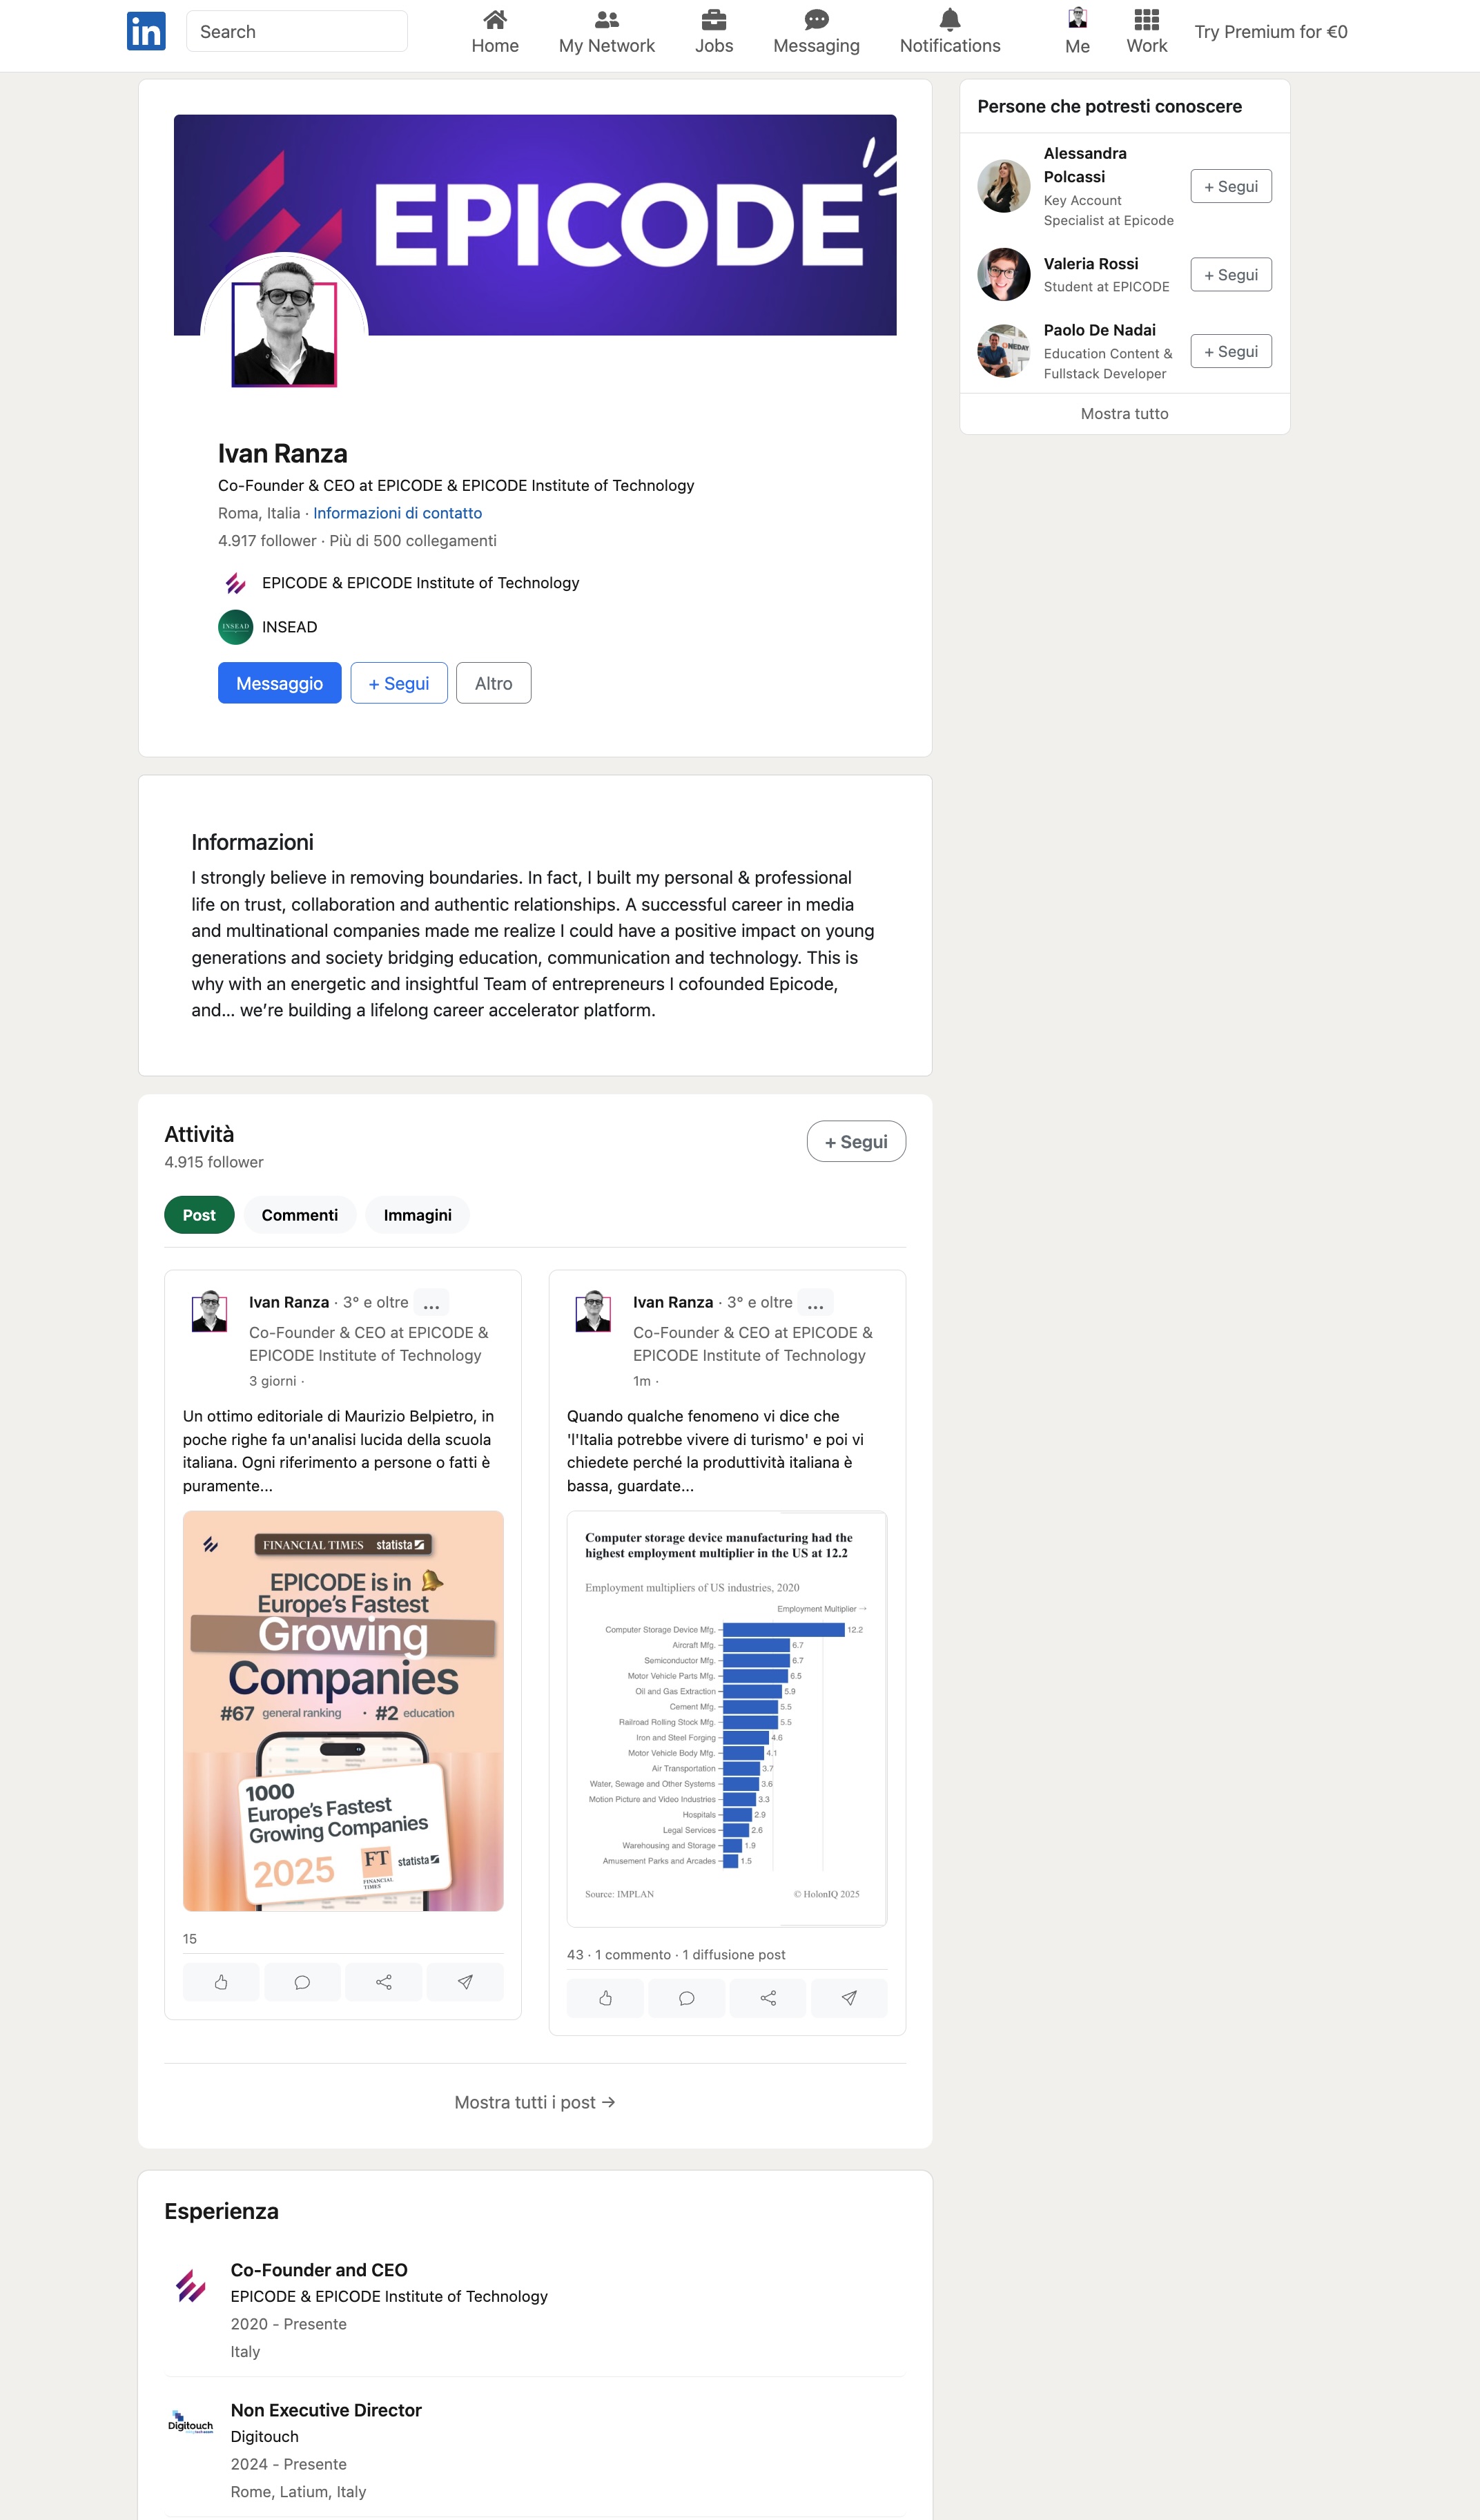 in
Search
Home
My Network
Jobs
Messaging
Notifications
Me
Work
Try Premium for €0
EPICODE
Ivan Ranza
Co-Founder & CEO at EPICODE & EPICODE Institute of Technology
Roma, Italia · Informazioni di contatto
4.917 follower · Più di 500 collegamenti
EPICODE & EPICODE Institute of Technology
INSEAD
INSEAD
Messaggio
+ Segui
Altro
Persone che potresti conoscere
Alessandra
Polcassi
Key Account
Specialist at Epicode
+ Segui
Valeria Rossi
Student at EPICODE
+ Segui
ONEDAY
Paolo De Nadai
Education Content &
Fullstack Developer
+ Segui
Mostra tutto
Informazioni
I strongly believe in removing boundaries. In fact, I built my personal & professional
life on trust, collaboration and authentic relationships. A successful career in media
and multinational companies made me realize I could have a positive impact on young
generations and society bridging education, communication and technology. This is
why with an energetic and insightful Team of entrepreneurs I cofounded Epicode,
and... we’re building a lifelong career accelerator platform.
Attività
4.915 follower
+ Segui
Post
Commenti
Immagini
Ivan Ranza · 3° e oltre ...
Co-Founder & CEO at EPICODE &
EPICODE Institute of Technology
3 giorni ·
Un ottimo editoriale di Maurizio Belpietro, in
poche righe fa un'analisi lucida della scuola
italiana. Ogni riferimento a persone o fatti è
puramente...
FINANCIAL TIMES statista
EPICODE is in
Europe’s Fastest
Growing
Companies
#67 general ranking · #2 education
1000
Europe’s Fastest
Growing Companies
2025
FT
FINANCIAL
TIMES
statista
15
Ivan Ranza · 3° e oltre ...
Co-Founder & CEO at EPICODE &
EPICODE Institute of Technology
1m ·
Quando qualche fenomeno vi dice che
'l'Italia potrebbe vivere di turismo' e poi vi
chiedete perché la produttività italiana è
bassa, guardate...
Computer storage device manufacturing had the
highest employment multiplier in the US at 12.2
Employment multipliers of US industries, 2020
Employment Multiplier →
Computer Storage Device Mfg. 12.2
Aircraft Mfg. 6.7
Semiconductor Mfg. 6.7
Motor Vehicle Parts Mfg. 6.5
Oil and Gas Extraction 5.9
Cement Mfg. 5.5
Railroad Rolling Stock Mfg. 5.5
Iron and Steel Forging 4.6
Motor Vehicle Body Mfg. 4.1
Air Transportation 3.7
Water, Sewage and Other Systems 3.6
Motion Picture and Video Industries 3.3
Hospitals 2.9
Legal Services 2.6
Warehousing and Storage 1.9
Amusement Parks and Arcades 1.5
Source: IMPLAN
© HolonIQ 2025
43 · 1 commento · 1 diffusione post
Mostra tutti i post →
Esperienza
Co-Founder and CEO
EPICODE & EPICODE Institute of Technology
2020 - Presente
Italy
Digitouch
Non Executive Director
Digitouch
2024 - Presente
Rome, Latium, Italy